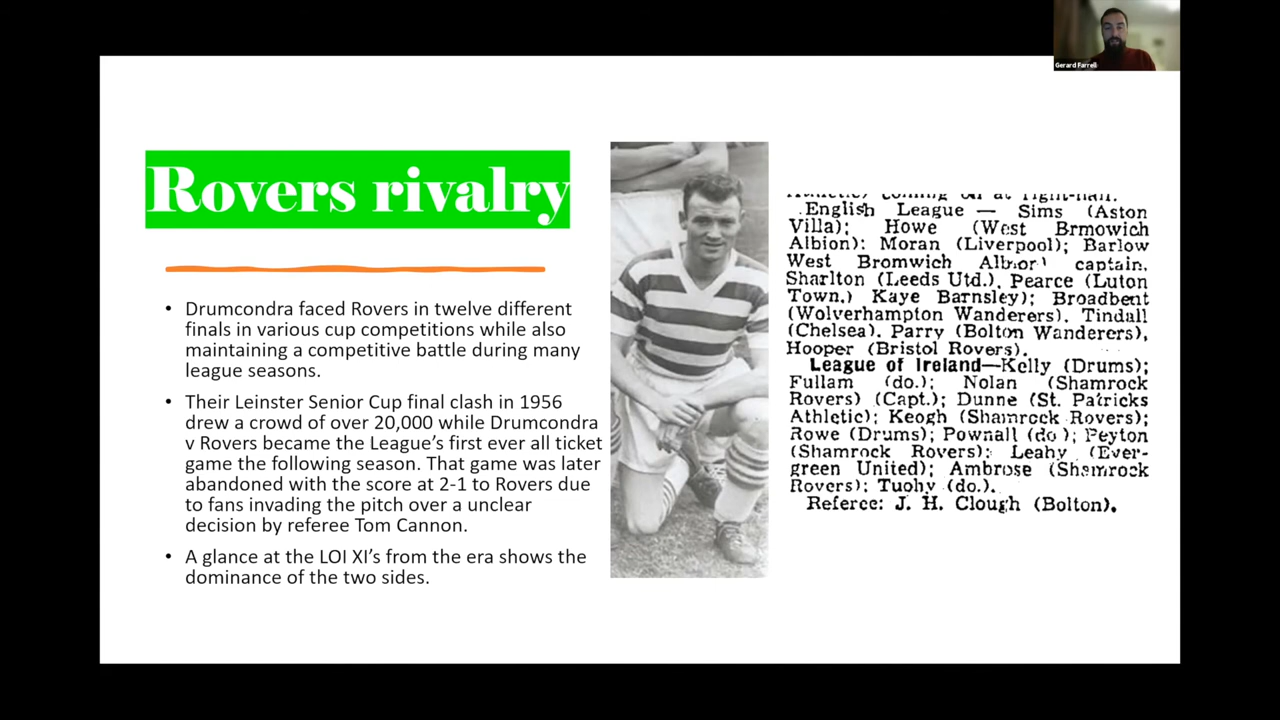 Gerard Farrell
Rovers rivalry
• Drumcondra faced Rovers in twelve different
finals in various cup competitions while also
maintaining a competitive battle during many
league seasons.
• Their Leinster Senior Cup final clash in 1956
drew a crowd of over 20,000 while Drumcondra
v Rovers became the League's first ever all ticket
game the following season. That game was later
abandoned with the score at 2-1 to Rovers due
to fans invading the pitch over a unclear
decision by referee Tom Cannon.
• A glance at the LOI XI's from the era shows the
dominance of the two sides.
English League — Sims (Aston
Villa); Howe (West Brmowich
Albion); Moran (Liverpool); Barlow
West Bromwich captain.
Sharlton (Leeds Utd.), Pearce (Luton
Town.) Kaye Barnsley); Broadbent
(Wolverhampton Wanderers), Tindall
(Chelsea). Parry (Bolton Wanderers),
Hooper (Bristol Rovers).
League of Ireland—Kelly (Drums);
Fullam (do.); Nolan (Shamrock
Rovers) (Capt.); Dunne (St. Patricks
Athletic); Keogh (Shamrock Rovers);
Rowe (Drums); Pownall (do ); Peyton
(Shamrock Rovers); Leahy (Ever-
green United); Ambrose (Shamrock
Rovers); Tuohy (do.).
Referee: J. H. Clough (Bolton).